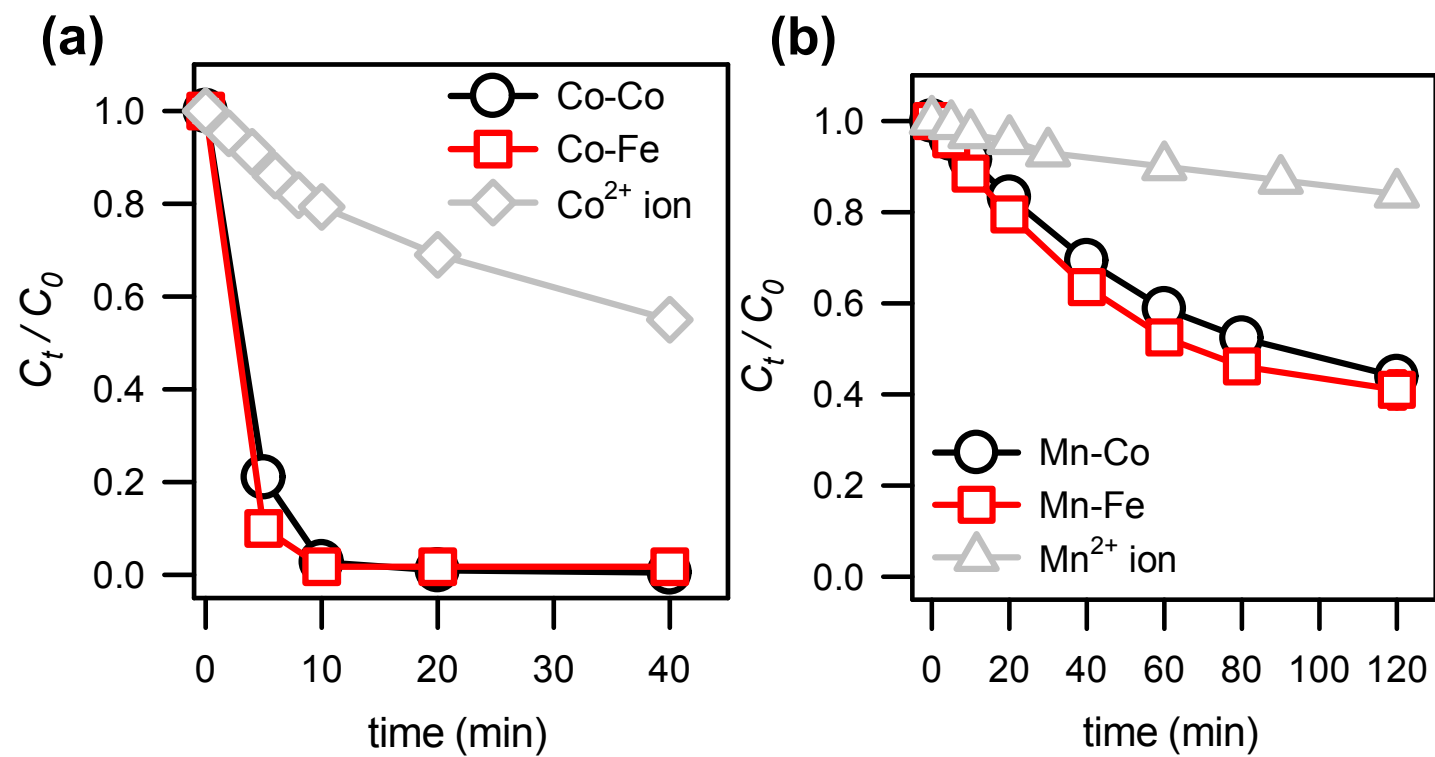 (a)
Co-Co
Co-Fe
Co2+ ion
1.0
0.8
0.6
0.4
0.2
0.0
Ct / C0
0 10 20 30 40
time (min)
(b)
1.0
0.8
0.6
0.4
0.2
0.0
Ct / C0
Mn-Co
Mn-Fe
Mn2+ ion
0 20 40 60 80 100 120
time (min)